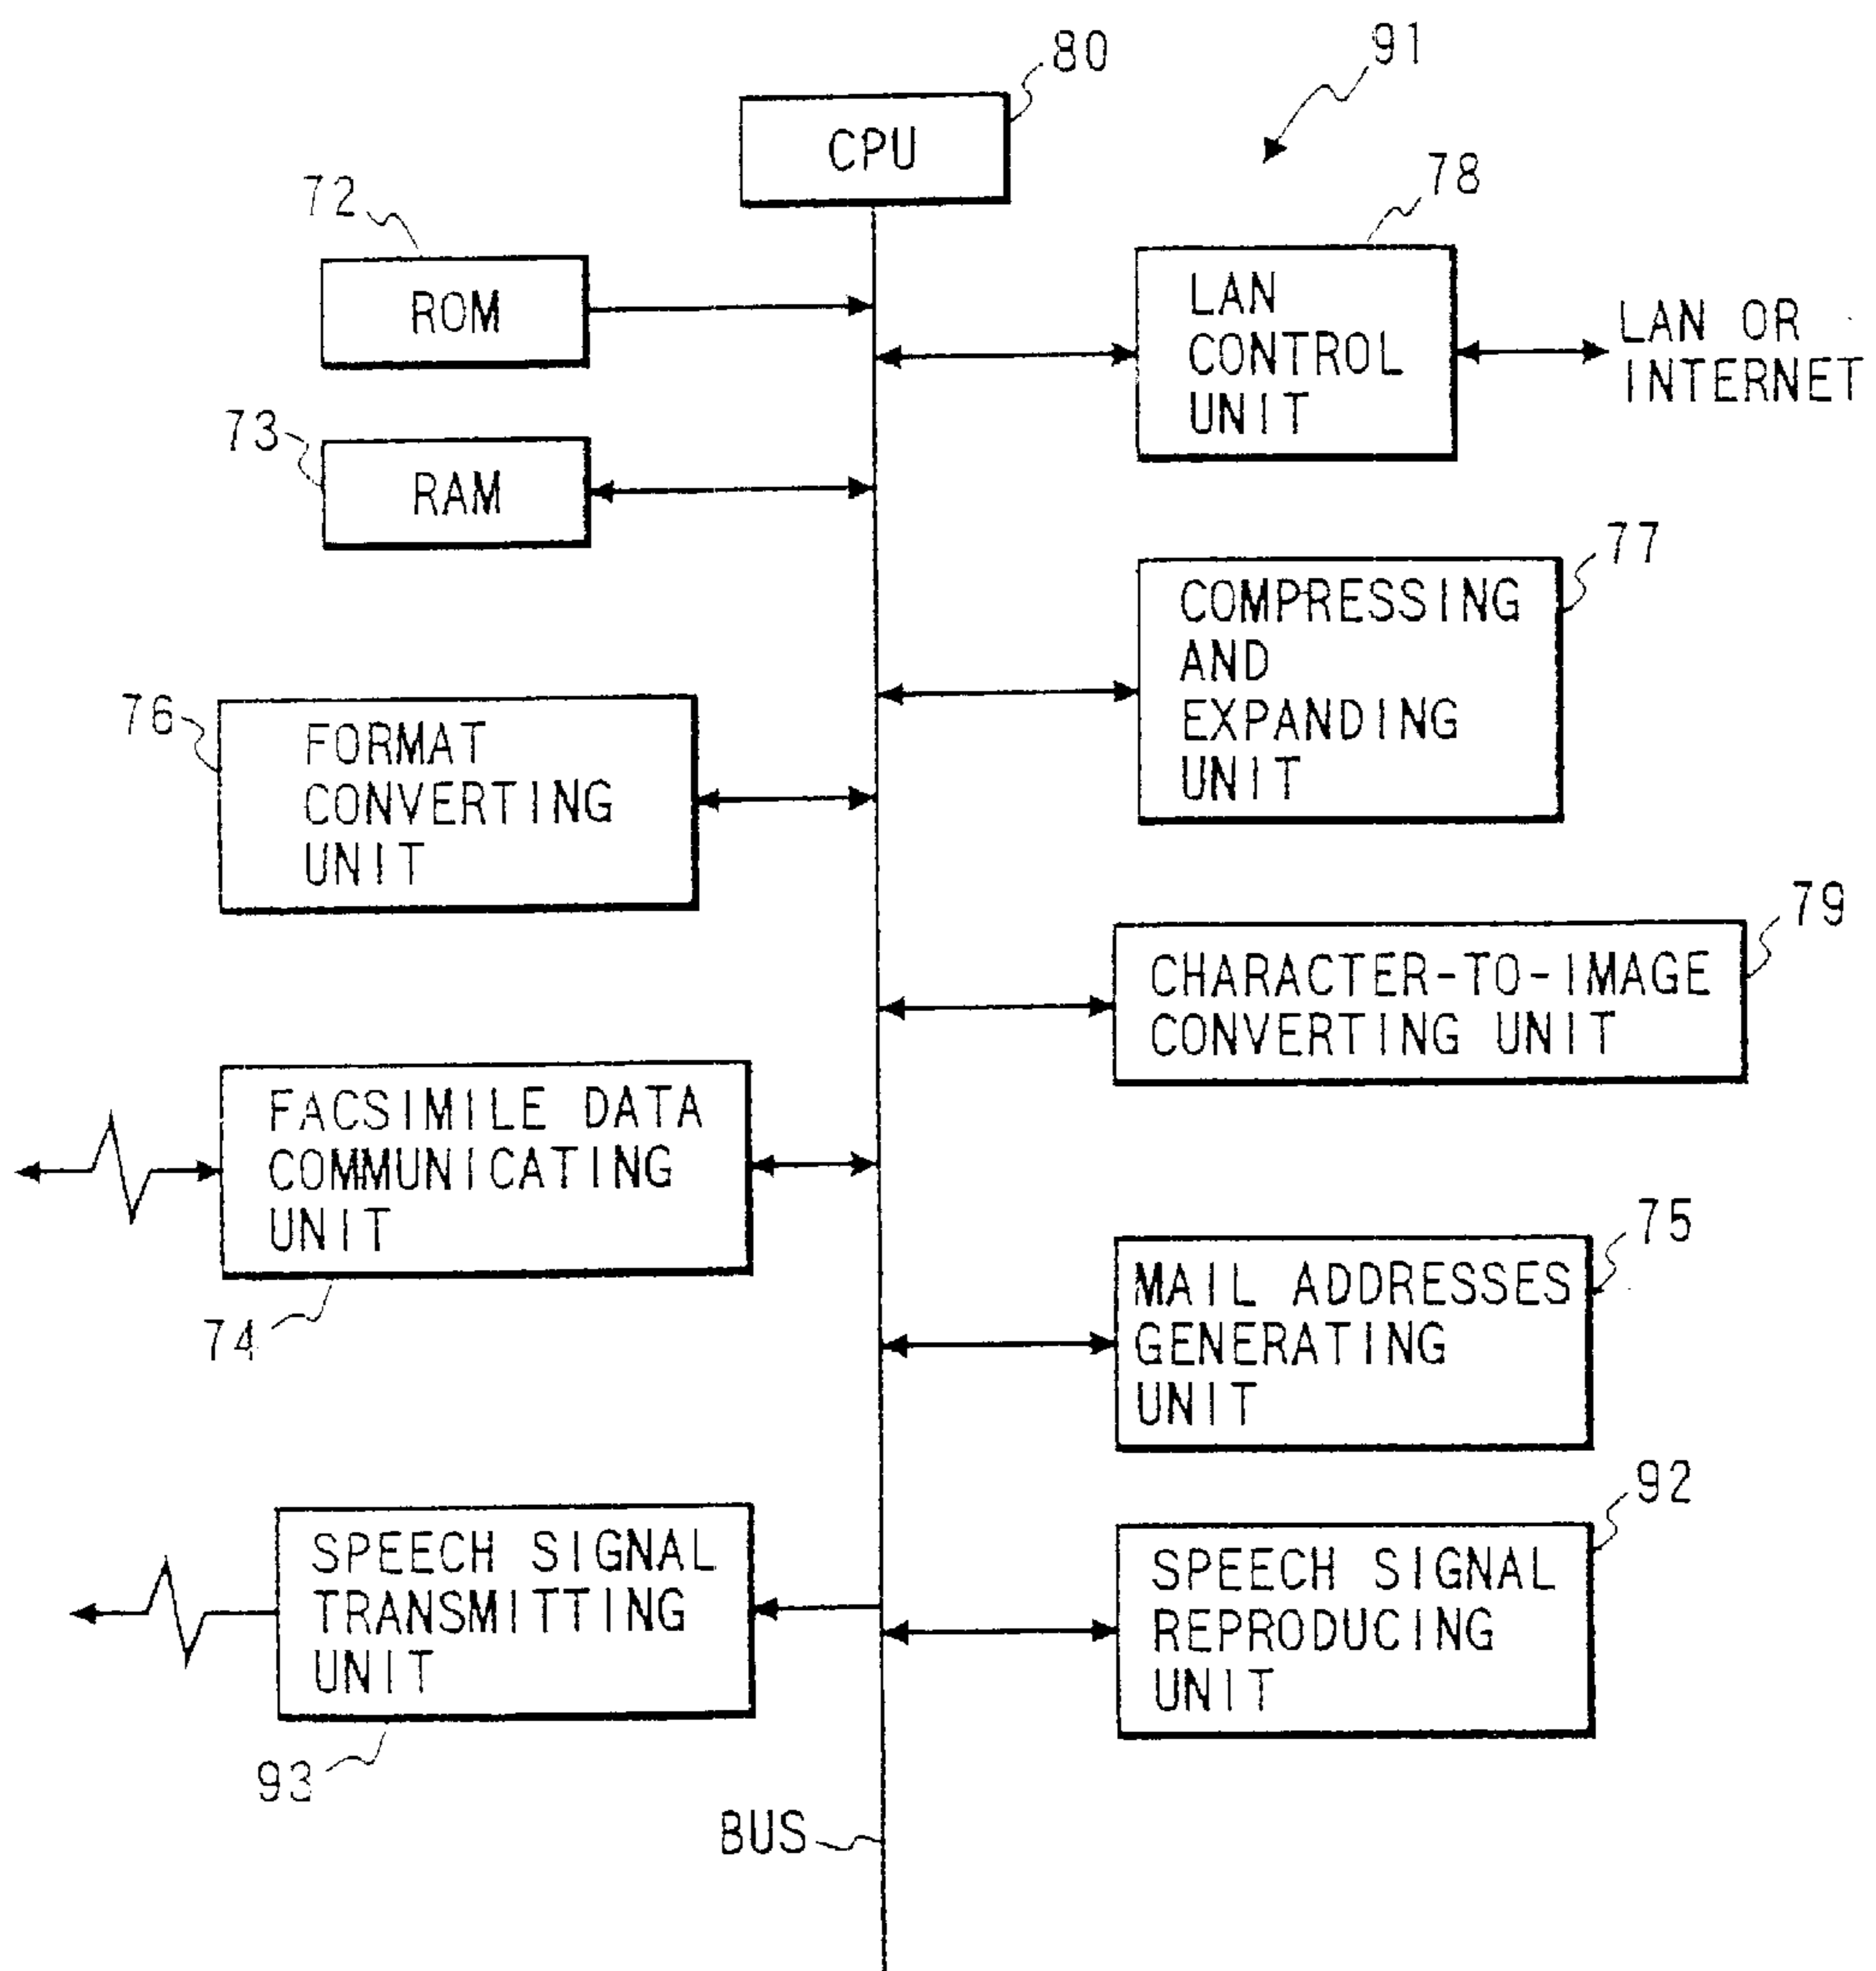 91
80
CPU
72
ROM
78
LAN
CONTROL
UNIT
LAN OR
INTERNET
73
RAM
77
COMPRESSING
AND
EXPANDING
UNIT
76
FORMAT
CONVERTING
UNIT
79
CHARACTER-TO-IMAGE
CONVERTING UNIT
FACSIMILE DATA
COMMUNICATING
UNIT
74
75
MAIL ADDRESSES
GENERATING
UNIT
92
SPEECH SIGNAL
TRANSMITTING
UNIT
93
SPEECH SIGNAL
REPRODUCING
UNIT
BUS